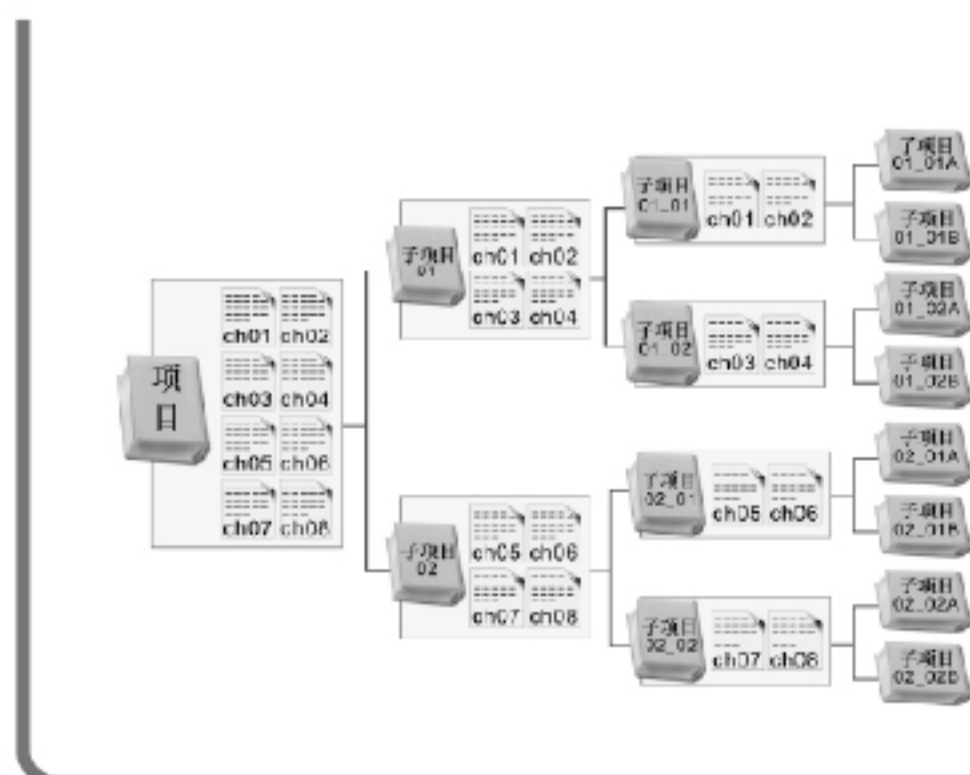 项
目
ch01 ch02
ch03 ch04
ch05 ch06
ch07 ch08
子项目
01
ch01 ch02
ch03 ch04
子项目
02
ch05 ch06
ch07 ch08
子项目
01_01
ch01 ch02
子项目
01_02
ch03 ch04
子项目
02_01
ch05 ch06
子项目
02_02
ch07 ch08
子项目
01_01A
子项目
01_01B
子项目
01_02A
子项目
01_02B
子项目
02_01A
子项目
02_01B
子项目
02_02A
子项目
02_02B